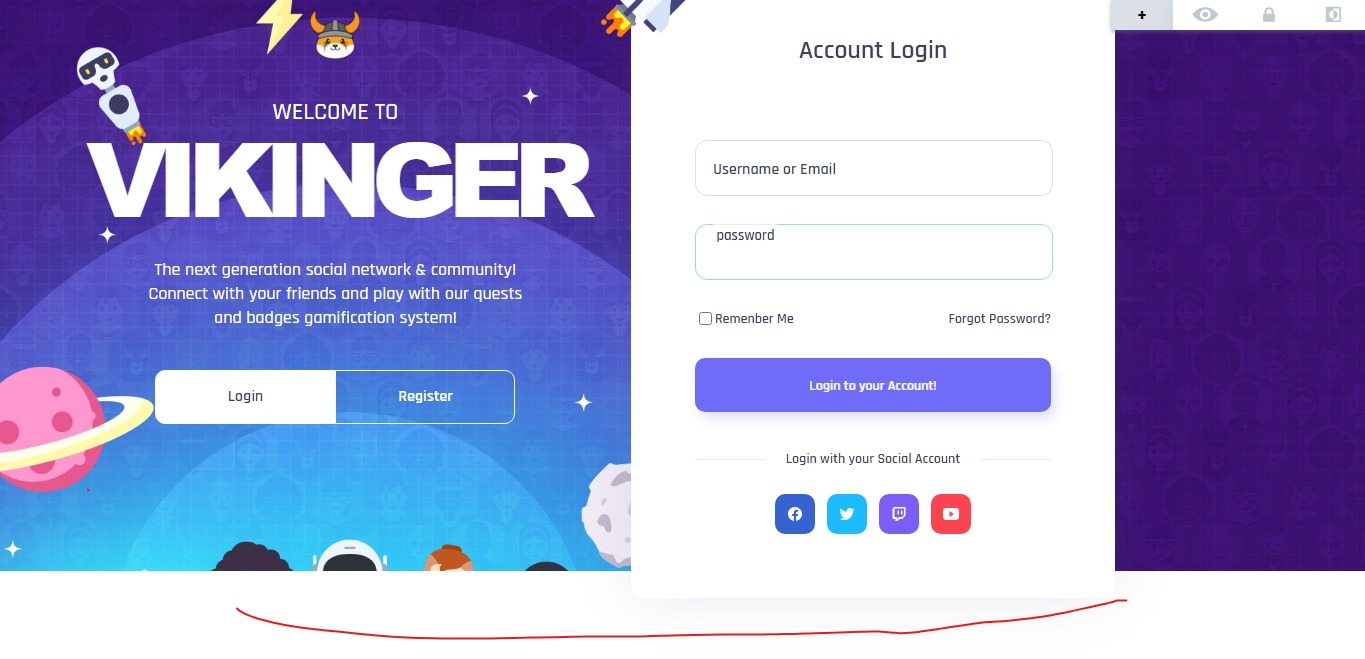 WELCOME TO
VIKINGER
The next generation social network & community!
Connect with your friends and play with our quests
and badges gamification system!
Login
Register
Account Login
Username or Email
password
Remenber Me
Forgot Password?
Login to your Account!
Login with your Social Account